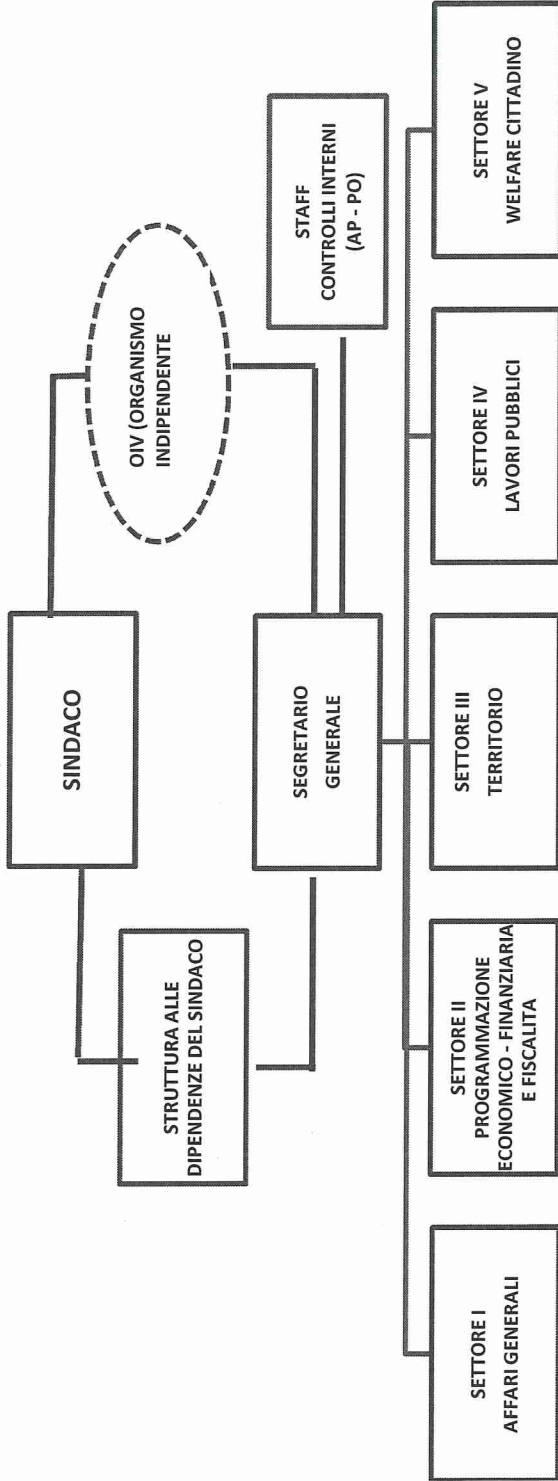 SINDACO
OIV (ORGANISMO
INDIPENDENTE
STRUTTURA ALLE
DIPENDENZE DEL SINDACO
SEGRETARIO
GENERALE
STAFF
CONTROLLI INTERNI
(AP - PO)
SETTORE I
AFFARI GENERALI
SETTORE II
PROGRAMMAZIONE
ECONOMICO - FINANZIARIA
E FISCALITA
SETTORE III
TERRITORIO
SETTORE IV
LAVORI PUBBLICI
SETTORE V
WELFARE CITTADINO